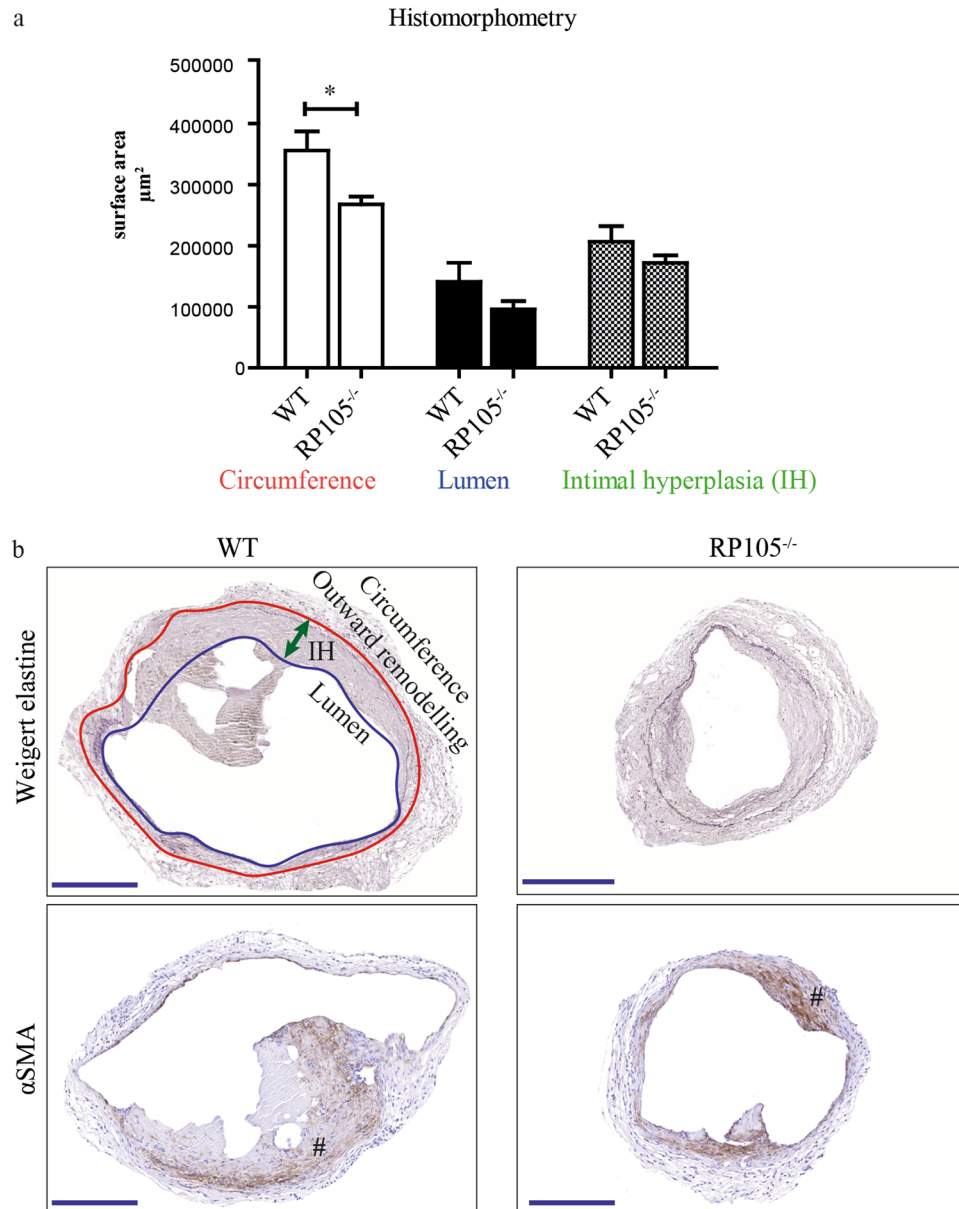 a
Histomorphometry
surface area
μm²
500000
400000
300000
200000
100000
0
*
WT
RP105⁻/⁻
WT
RP105⁻/⁻
WT
RP105⁻/⁻
Circumference
Lumen
Intimal hyperplasia (IH)
b
WT
RP105⁻/⁻
Weigert elastine
Circumference
Outward remodelling
IH
Lumen
αSMA
#
#